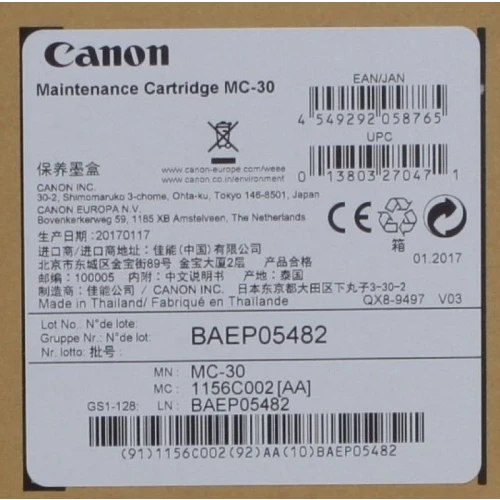 Canon
Maintenance Cartridge MC-30
EAN/JAN
4 549292 058765
UPC
0 13803 27047 1
保养墨盒
www.canon-europe.com/weee
www.canon.co.in/environment
CANON INC.
30-2, Shimomaruko 3-chome, Ohta-ku, Tokyo 146-8501, Japan
CANON EUROPA N.V.
Bovenkerkerweg 59, 1185 XB Amstelveen, The Netherlands
CE
箱
生产日期：20170117
01.2017
进口商/进口商地址：佳能(中国)有限公司
北京市东城区金宝街89号 金宝大厦2层 产品合格
邮编：100005 内附：中文说明书 产地：泰国
制造商：佳能公司 / CANON INC. 日本东京都大田区下丸子3-30-2
Made in Thailand/ Fabriqué en Thaïlande QX8-9497 V03
Lot No.: N°de lote:
Gruppe Nr.: N°de lot:
Nr. lotto: 批号:
BAEP05482
MN: MC-30
MC: 1156C002 [AA]
GS1-128: LN: BAEP05482
(91)1156C002(92)AA(10)BAEP05482